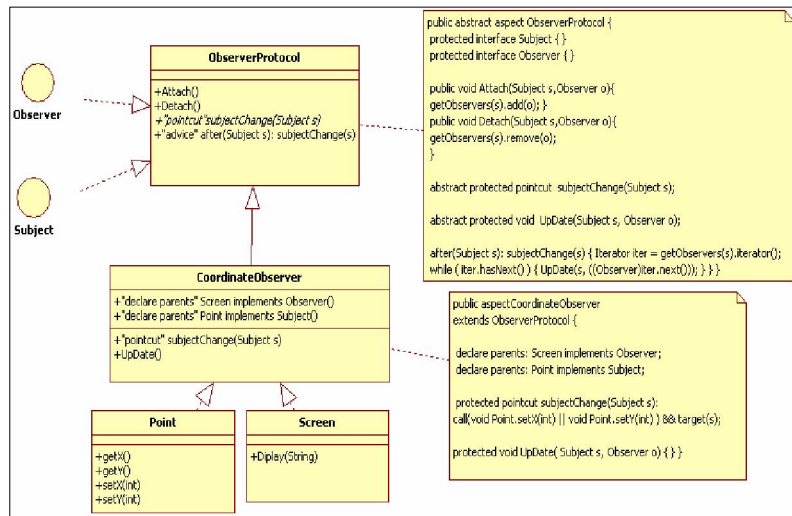 Observer
Subject
ObserverProtocol
+Attach()
+Detach()
+"pointcut"subjectChange(Subject s)
+"advice" after(Subject s): subjectChange(s)
public abstract aspect ObserverProtocol {
protected interface Subject { }
protected interface Observer { }
public void Attach(Subject s,Observer o){
getObservers(s).add(o); }
public void Detach(Subject s,Observer o){
getObservers(s).remove(o);
}
abstract protected pointcut subjectChange(Subject s);
abstract protected void UpDate(Subject s, Observer o);
after(Subject s): subjectChange(s) { Iterator iter = getObservers(s).iterator();
while ( iter.hasNext() ) { UpDate(s, ((Observer)iter.next())); } } }
CoordinateObserver
+"declare parents" Screen implements Observer()
+"declare parents" Point implements Subject()
+"pointcut" subjectChange(Subject s)
+UpDate()
public aspectCoordinateObserver
extends ObserverProtocol {
declare parents: Screen implements Observer;
declare parents: Point implements Subject;
protected pointcut subjectChange(Subject s):
call(void Point.setX(int) || void Point.setY(int) ) && target(s);
protected void UpDate( Subject s, Observer o) { } }
Point
+getX()
+getY()
+setX(int)
+setY(int)
Screen
+Diplay(String)